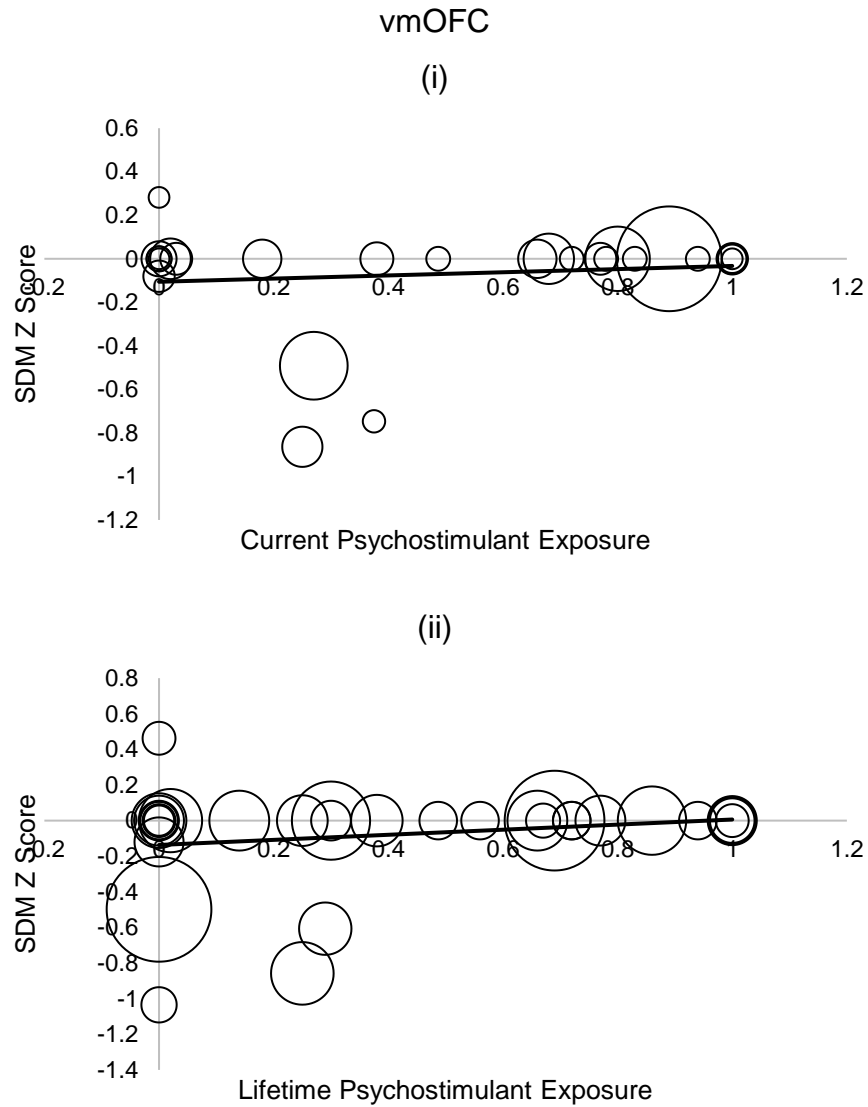 vmOFC
(i)
0.6
0.4
0.2
0
-0.2
-0.4
-0.6
-0.8
-1
-1.2
SDM Z Score
0.2 0 0.2 0.4 0.6 0.8 1 1.2
Current Psychostimulant Exposure
(ii)
0.8
0.6
0.4
0.2
0
-0.2
-0.4
-0.6
-0.8
-1
-1.2
-1.4
SDM Z Score
0.2 0 0.2 0.4 0.6 0.8 1 1.2
Lifetime Psychostimulant Exposure